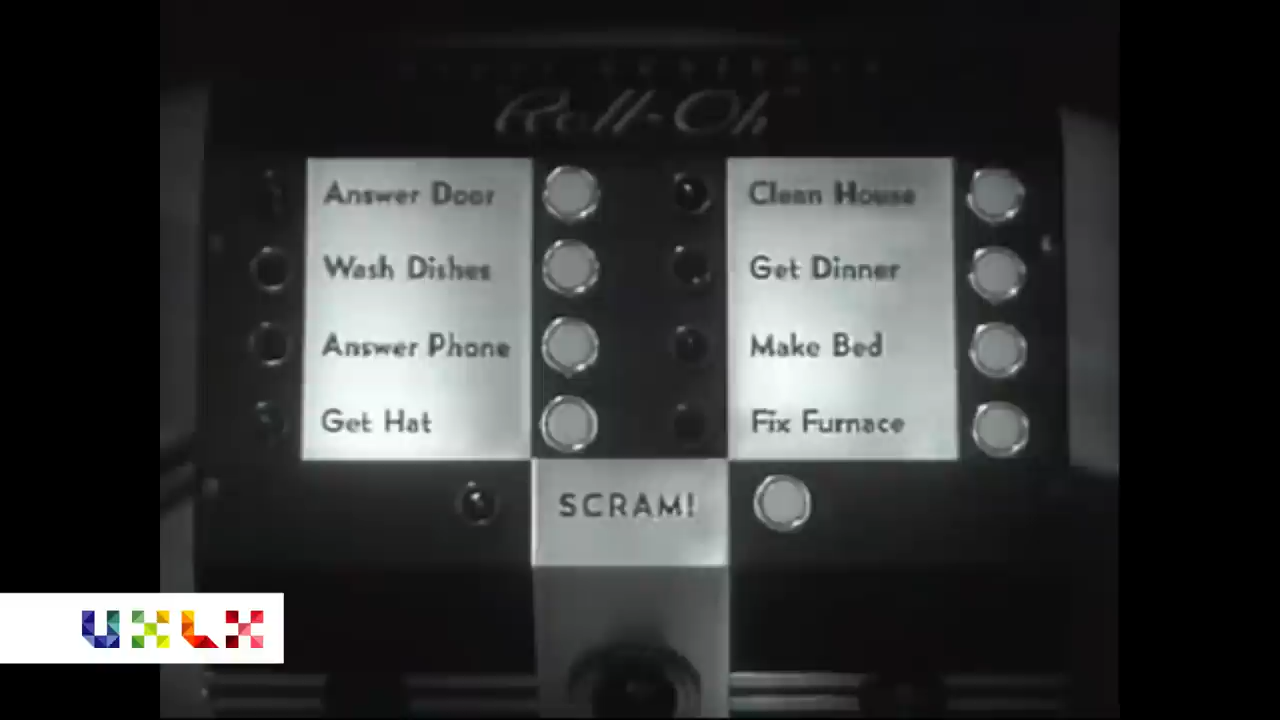 "Roll-Oh"
Answer Door
Wash Dishes
Answer Phone
Get Hat
Clean House
Get Dinner
Make Bed
Fix Furnace
SCRAM!
UXLX